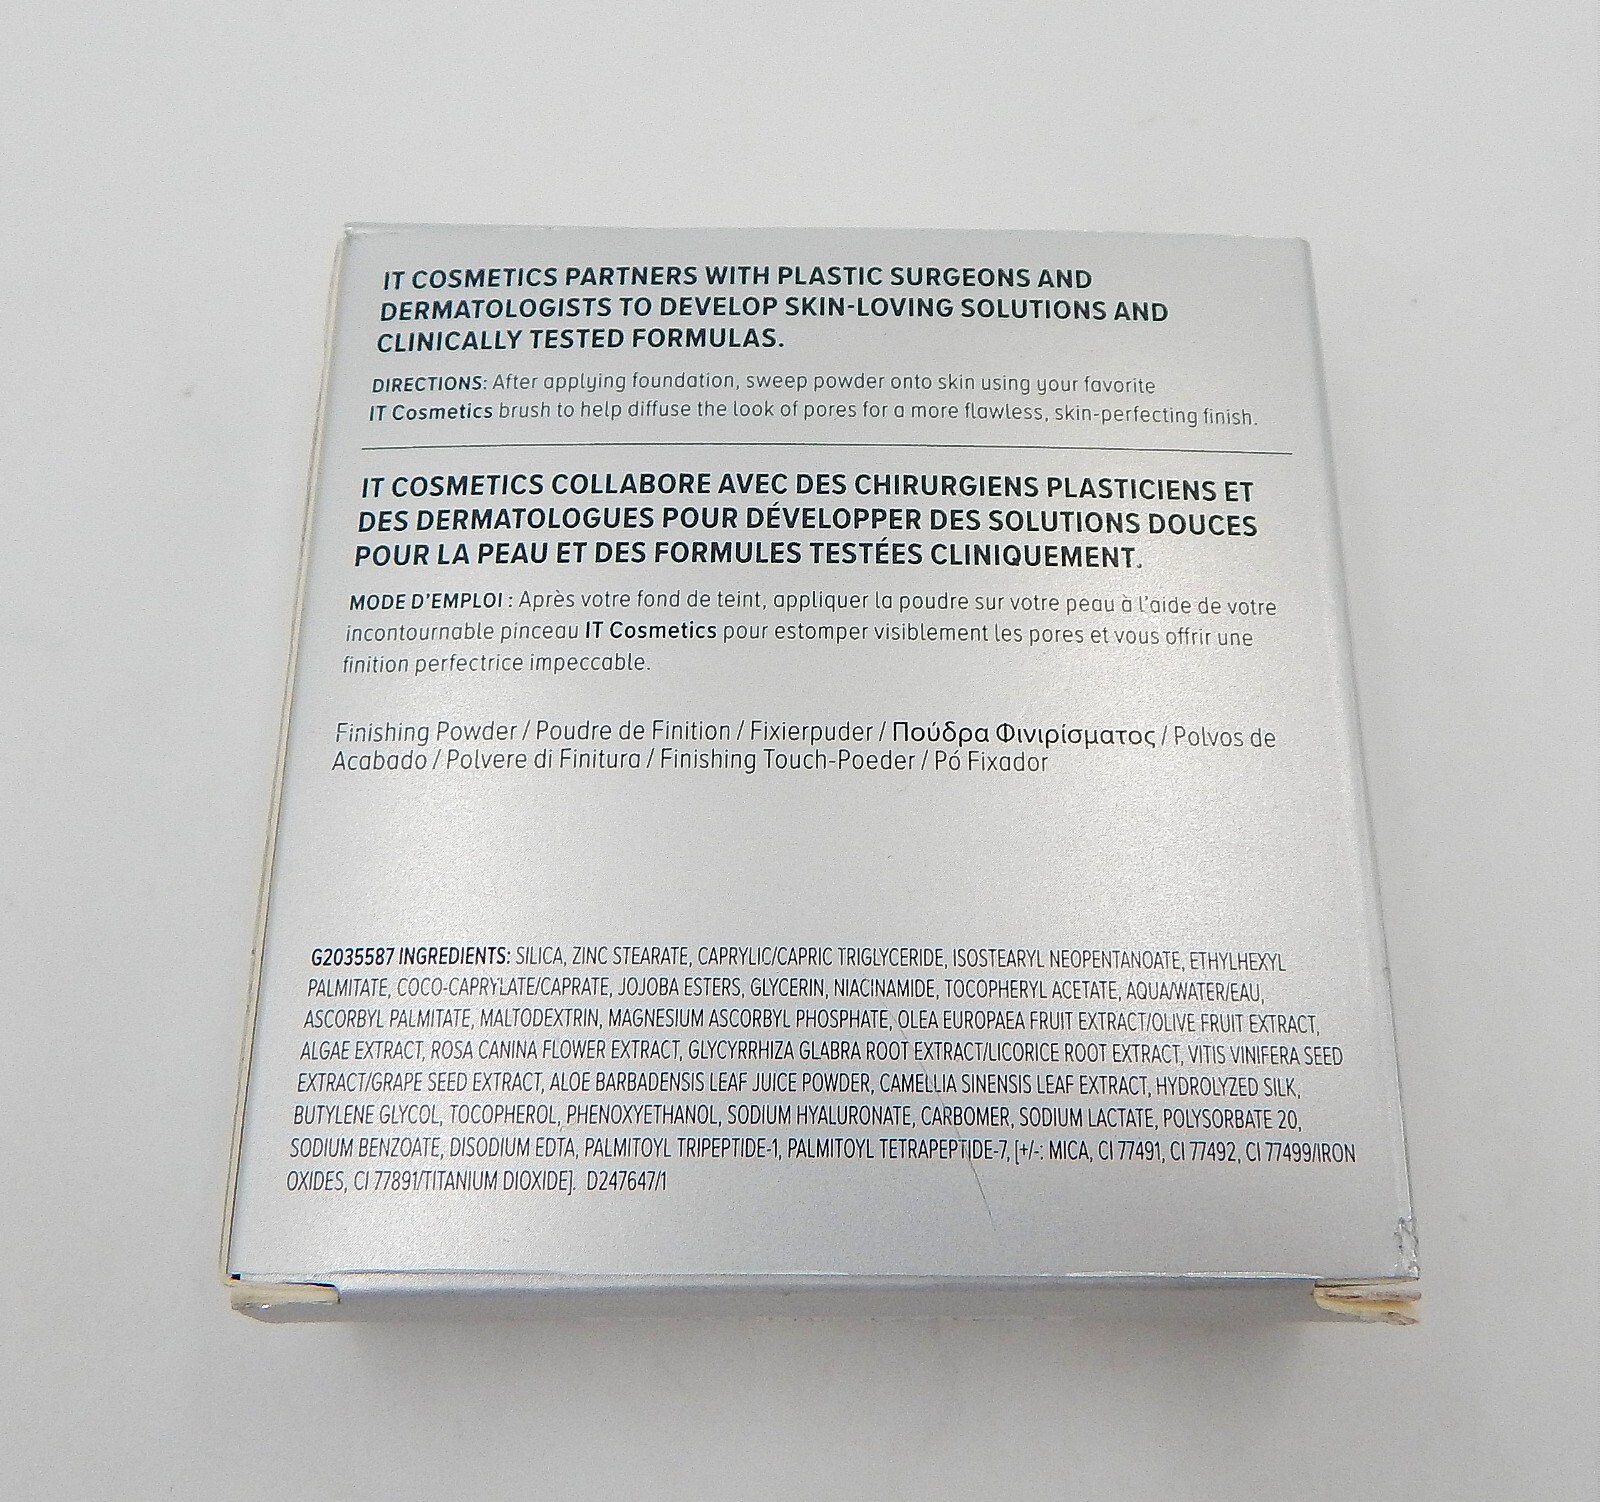 IT COSMETICS PARTNERS WITH PLASTIC SURGEONS AND
DERMATOLOGISTS TO DEVELOP SKIN-LOVING SOLUTIONS AND
CLINICALLY TESTED FORMULAS.
DIRECTIONS: After applying foundation, sweep powder onto skin using your favorite
IT Cosmetics brush to help diffuse the look of pores for a more flawless, skin-perfecting finish.
IT COSMETICS COLLABORE AVEC DES CHIRURGIENS PLASTICIENS ET
DES DERMATOLOGUES POUR DÉVELOPPER DES SOLUTIONS DOUCES
POUR LA PEAU ET DES FORMULES TESTÉES CLINIQUEMENT.
MODE D'EMPLOI : Après votre fond de teint, appliquer la poudre sur votre peau à l'aide de votre
incontournable pinceau IT Cosmetics pour estomper visiblement les pores et vous offrir une
finition perfectrice impeccable.
Finishing Powder / Poudre de Finition / Fixierpuder / Πούδρα Φινιρίσματος / Polvos de
Acabado / Polvere di Finitura / Finishing Touch-Poeder / Pó Fixador
G2035587 INGREDIENTS: SILICA, ZINC STEARATE, CAPRYLIC/CAPRIC TRIGLYCERIDE, ISOSTEARYL NEOPENTANOATE, ETHYLHEXYL
PALMITATE, COCO-CAPRYLATE/CAPRATE, JOJOBA ESTERS, GLYCERIN, NIACINAMIDE, TOCOPHERYL ACETATE, AQUA/WATER/EAU,
ASCORBYL PALMITATE, MALTODEXTRIN, MAGNESIUM ASCORBYL PHOSPHATE, OLEA EUROPAEA FRUIT EXTRACT/OLIVE FRUIT EXTRACT,
ALGAE EXTRACT, ROSA CANINA FLOWER EXTRACT, GLYCYRRHIZA GLABRA ROOT EXTRACT/LICORICE ROOT EXTRACT, VITIS VINIFERA SEED
EXTRACT/GRAPE SEED EXTRACT, ALOE BARBADENSIS LEAF JUICE POWDER, CAMELLIA SINENSIS LEAF EXTRACT, HYDROLYZED SILK,
BUTYLENE GLYCOL, TOCOPHEROL, PHENOXYETHANOL, SODIUM HYALURONATE, CARBOMER, SODIUM LACTATE, POLYSORBATE 20,
SODIUM BENZOATE, DISODIUM EDTA, PALMITOYL TRIPEPTIDE-1, PALMITOYL TETRAPEPTIDE-7, [+/-: MICA, CI 77491, CI 77492, CI 77499/IRON
OXIDES, CI 77891/TITANIUM DIOXIDE]. D247647/1